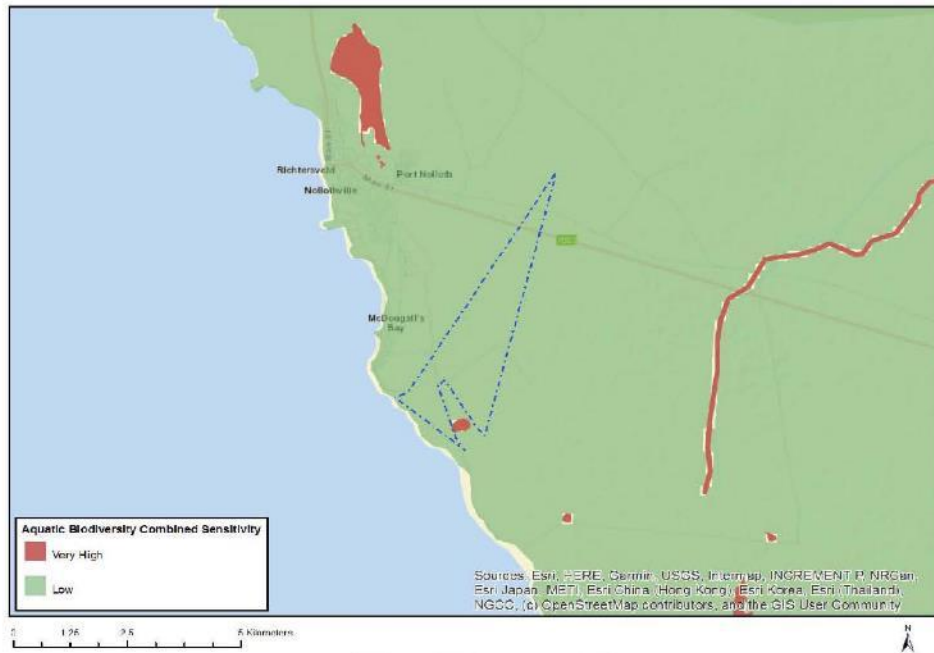 Richtersveld
Port Nolloth
Nollothville
McDougall's
Bay
Aquatic Biodiversity Combined Sensitivity
Very High
Low
Sources: Esri, HERE, Garmin, USGS, Intermap, INCREMENT P, NRCan,
Esri Japan, METI, Esri China (Hong Kong), Esri Korea, Esri (Thailand),
NGCC, (c) OpenStreetMap contributors, and the GIS User Community
0 1.25 2.5 5 Kilometers
N